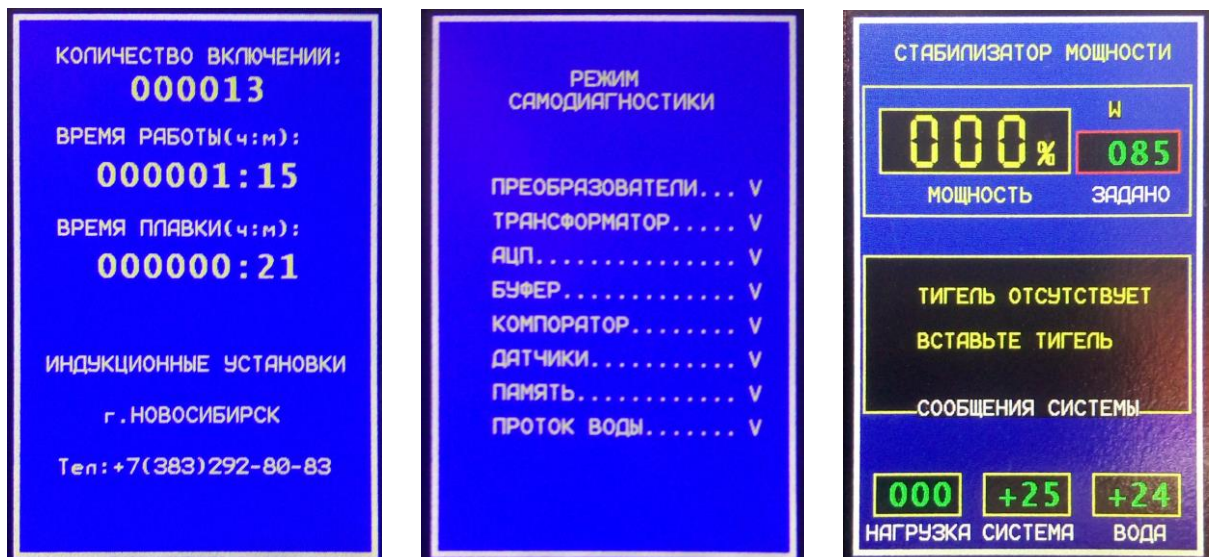 КОЛИЧЕСТВО ВКЛЮЧЕНИЙ:
000013
ВРЕМЯ РАБОТЫ(ч:м):
000001:15
ВРЕМЯ ПЛАВКИ(ч:м):
000000:21
ИНДУКЦИОННЫЕ УСТАНОВКИ
г.НОВОСИБИРСК
Тел:+7(383)292-80-83
РЕЖИМ
САМОДИАГНОСТИКИ
ПРЕОБРАЗОВАТЕЛИ... V
ТРАНСФОРМАТОР..... V
АЦП............... V
БУФЕР............. V
КОМПОРАТОР........ V
ДАТЧИКИ........... V
ПАМЯТЬ............ V
ПРОТОК ВОДЫ....... V
СТАБИЛИЗАТОР МОЩНОСТИ
W
000% 085
МОЩНОСТЬ ЗАДАНО
ТИГЕЛЬ ОТСУТСТВУЕТ
ВСТАВЬТЕ ТИГЕЛЬ
СООБЩЕНИЯ СИСТЕМЫ
000 +25 +24
НАГРУЗКА СИСТЕМА ВОДА